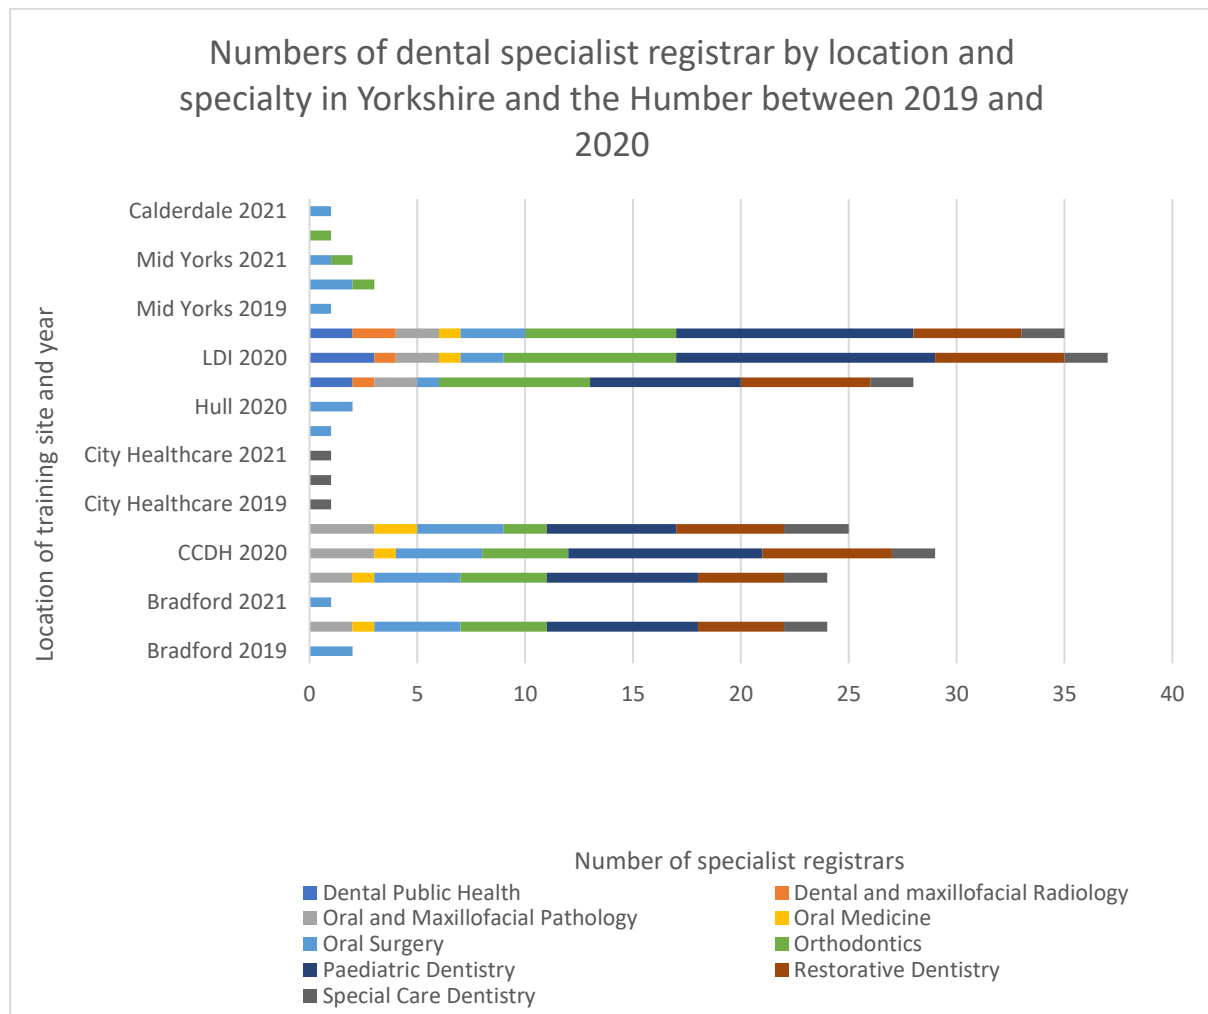 Numbers of dental specialist registrar by location and
specialty in Yorkshire and the Humber between 2019 and
2020
Location of training site and year
Calderdale 2021
Mid Yorks 2021
Mid Yorks 2019
LDI 2020
Hull 2020
City Healthcare 2021
City Healthcare 2019
CCDH 2020
Bradford 2021
Bradford 2019
0 5 10 15 20 25 30 35 40
Number of specialist registrars
Dental Public Health
Dental and maxillofacial Radiology
Oral and Maxillofacial Pathology
Oral Medicine
Oral Surgery
Orthodontics
Paediatric Dentistry
Restorative Dentistry
Special Care Dentistry